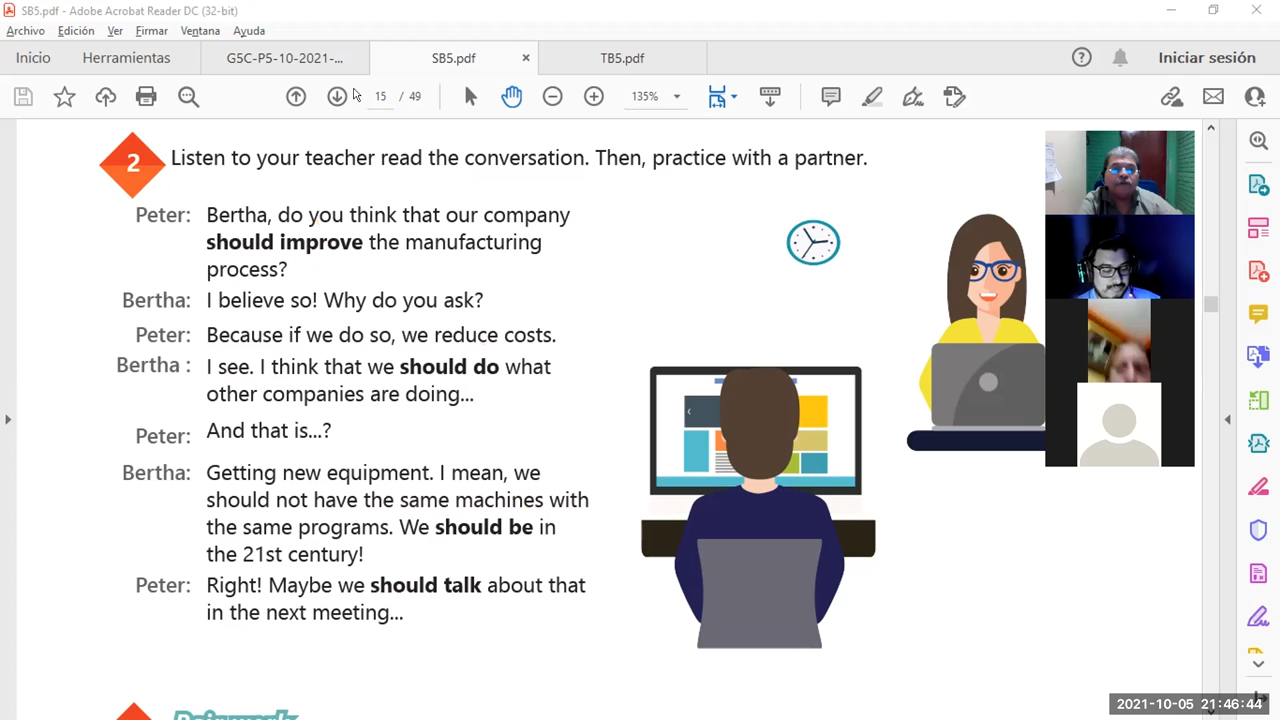 SB5.pdf - Adobe Acrobat Reader DC (32-bit)
Archivo Edición Ver Firmar Ventana Ayuda
Inicio Herramientas G5C-P5-10-2021-... SB5.pdf × TB5.pdf Iniciar sesión
15 / 49 135%
2 Listen to your teacher read the conversation. Then, practice with a partner.
Peter: Bertha, do you think that our company
should improve the manufacturing
process?
Bertha: I believe so! Why do you ask?
Peter: Because if we do so, we reduce costs.
Bertha : I see. I think that we should do what
other companies are doing...
Peter: And that is...?
Bertha: Getting new equipment. I mean, we
should not have the same machines with
the same programs. We should be in
the 21st century!
Peter: Right! Maybe we should talk about that
in the next meeting...
Pairwork
2021-10-05 21:46:44